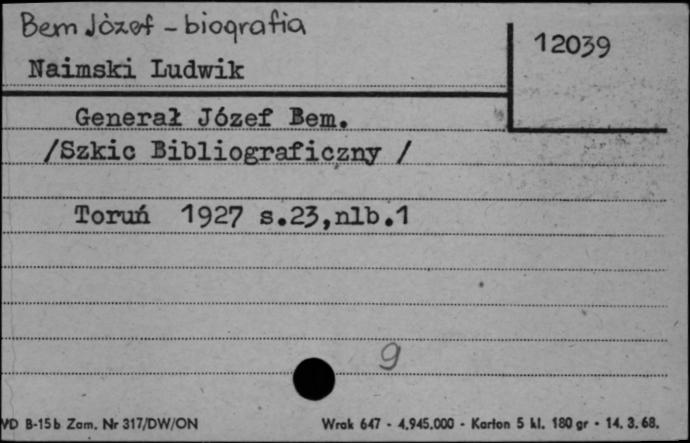 Bem Józef - biografia
12039
Naimski Ludwik
Generał Józef Bem.
/Szkic Bibliograficzny /
Toruń 1927 s.23,nlb.1
9
VD B-15b Zam. Nr 317/DW/ON
Wrak 647 - 4.945.000 - Karton 5 kl. 180 gr - 14. 3. 68.